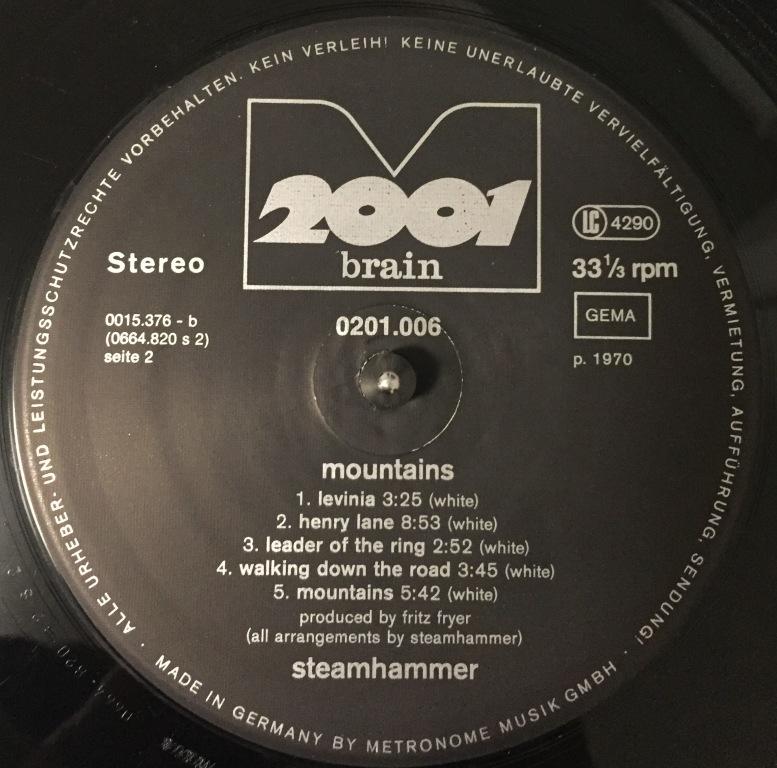 ALLE URHEBER- UND LEISTUNGSSCHUTZRECHTE VORBEHALTEN. KEIN VERLEIH! KEINE UNERLAUBTE VERVIELFÄLTIGUNG, VERMIETUNG, AUFFÜHRUNG, SENDUNG!
2001
brain
Stereo
LC 4290
33⅓ rpm
0015.376 - b
(0664.820 s 2)
seite 2
0201.006
GEMA
p. 1970
mountains
1. levinia 3:25 (white)
2. henry lane 8:53 (white)
3. leader of the ring 2:52 (white)
4. walking down the road 3:45 (white)
5. mountains 5:42 (white)
produced by fritz fryer
(all arrangements by steamhammer)
steamhammer
· MADE IN GERMANY BY METRONOME MUSIK GMBH ·